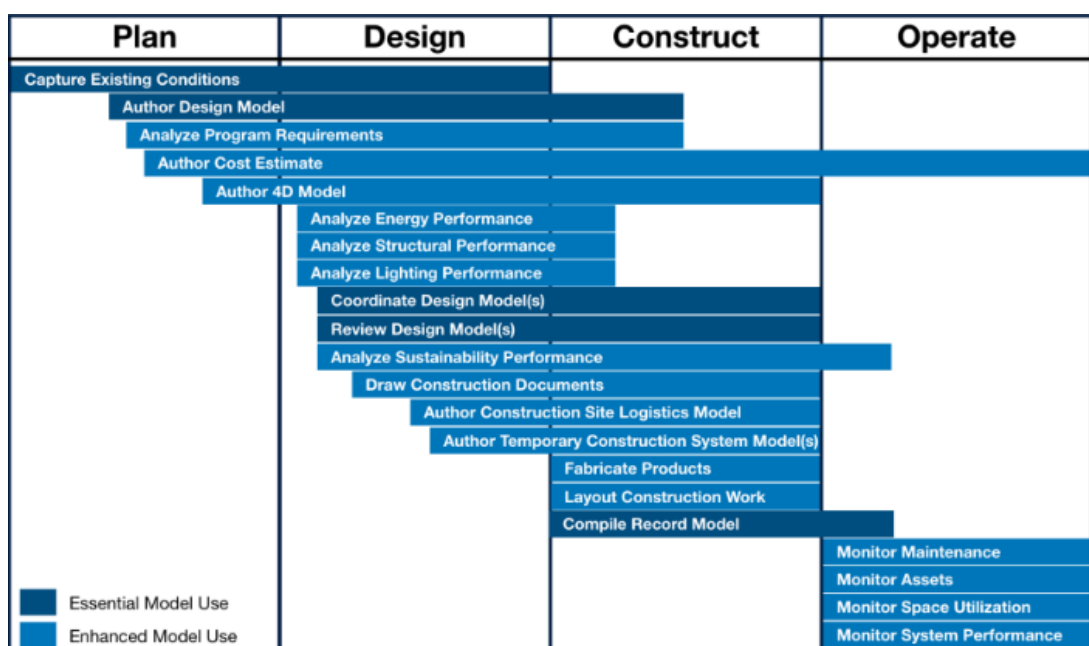 Plan Design Construct Operate
Capture Existing Conditions
Author Design Model
Analyze Program Requirements
Author Cost Estimate
Author 4D Model
Analyze Energy Performance
Analyze Structural Performance
Analyze Lighting Performance
Coordinate Design Model(s)
Review Design Model(s)
Analyze Sustainability Performance
Draw Construction Documents
Author Construction Site Logistics Model
Author Temporary Construction System Model(s)
Fabricate Products
Layout Construction Work
Compile Record Model
Monitor Maintenance
Monitor Assets
Monitor Space Utilization
Monitor System Performance
Essential Model Use
Enhanced Model Use